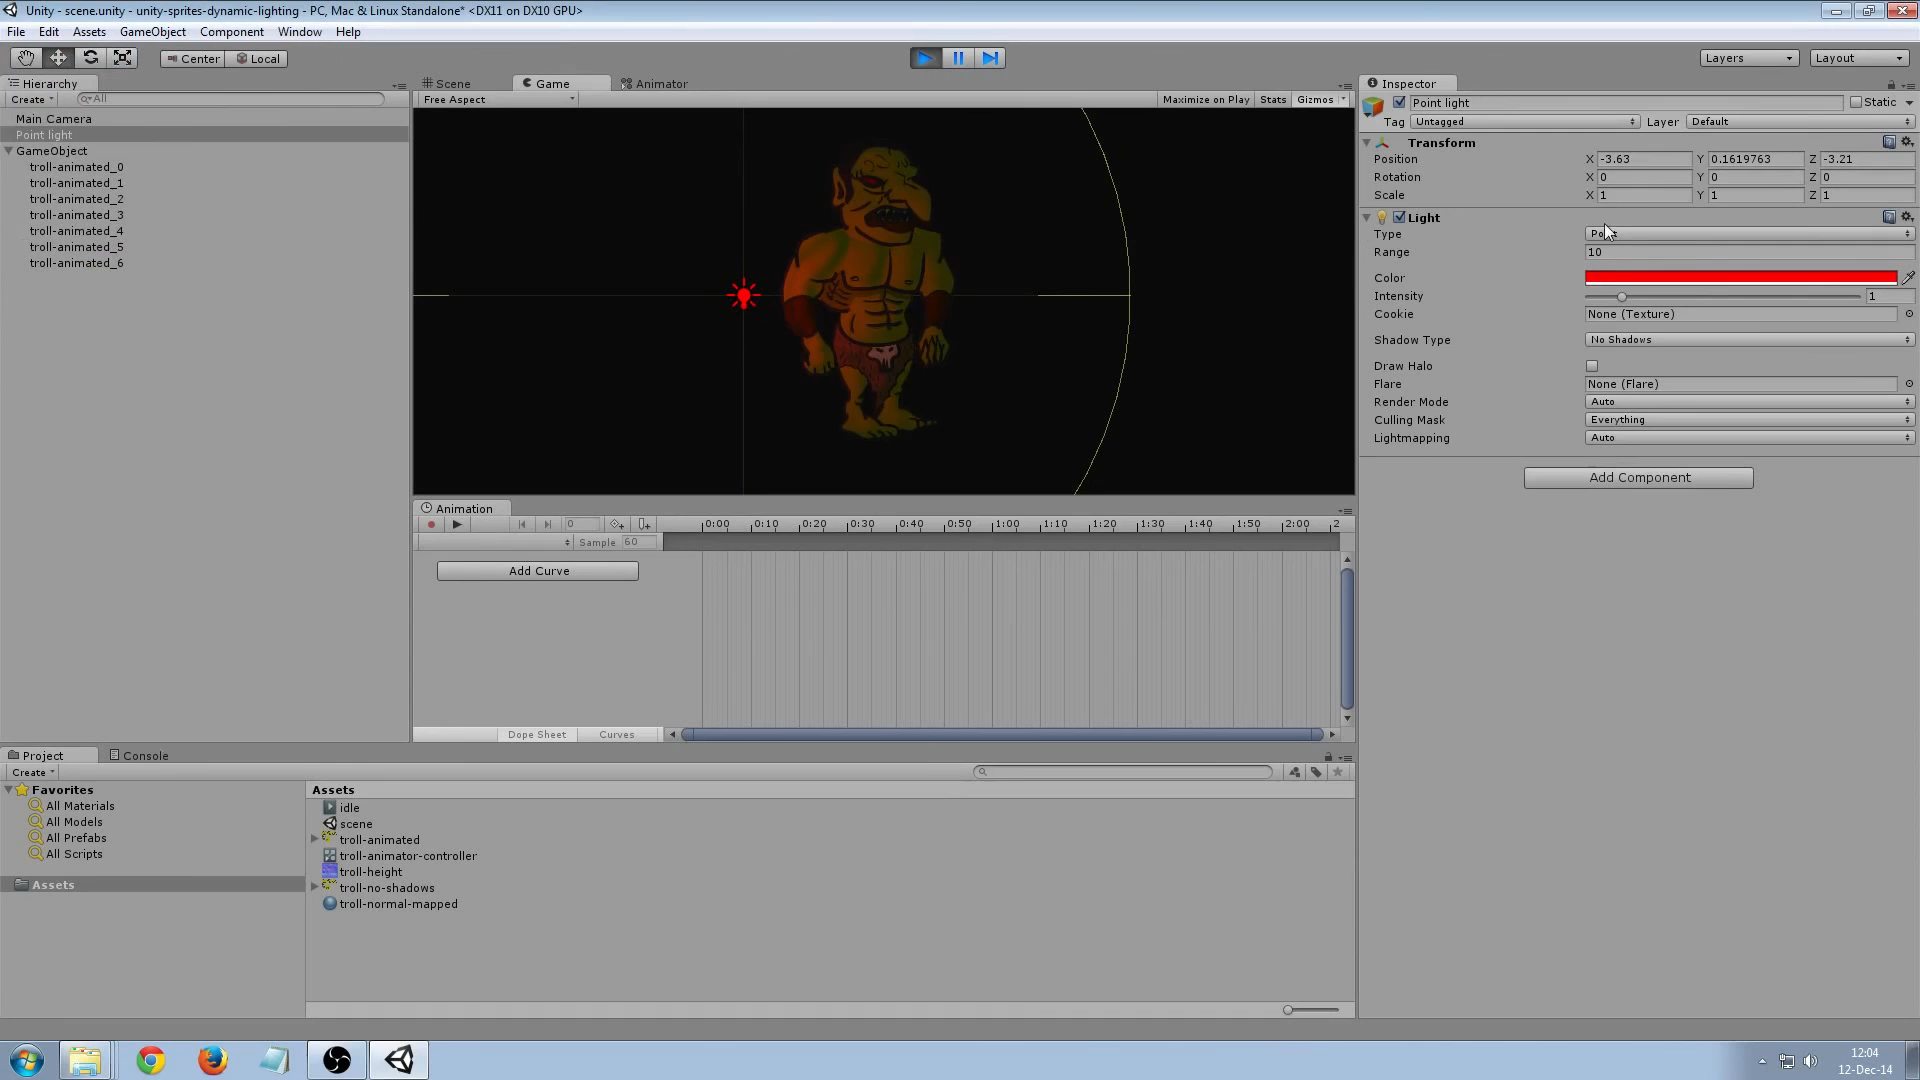 Unity - scene.unity - unity-sprites-dynamic-lighting - PC, Mac & Linux Standalone* <DX11 on DX10 GPU>
File Edit Assets GameObject Component Window Help
Center Local Layers Layout
Hierarchy
Create All
Main Camera
Point light
GameObject
troll-animated_0
troll-animated_1
troll-animated_2
troll-animated_3
troll-animated_4
troll-animated_5
troll-animated_6
Scene Game Animator
Free Aspect Maximize on Play Stats Gizmos
Animation
0 0:00 0:10 0:20 0:30 0:40 0:50 1:00 1:10 1:20 1:30 1:40 1:50 2:00 2
Sample 60
Add Curve
Dope Sheet Curves
Inspector
Point light Static
Tag Untagged Layer Default
Transform
Position X -3.63 Y 0.1619763 Z -3.21
Rotation X 0 Y 0 Z 0
Scale X 1 Y 1 Z 1
Light
Type
Range 10
Color
Intensity 1
Cookie None (Texture)
Shadow Type No Shadows
Draw Halo
Flare None (Flare)
Render Mode Auto
Culling Mask Everything
Lightmapping Auto
Add Component
Project Console
Create
Favorites
All Materials
All Models
All Prefabs
All Scripts
Assets
Assets
idle
scene
troll-animated
troll-animator-controller
troll-height
troll-no-shadows
troll-normal-mapped
12:04
12-Dec-14